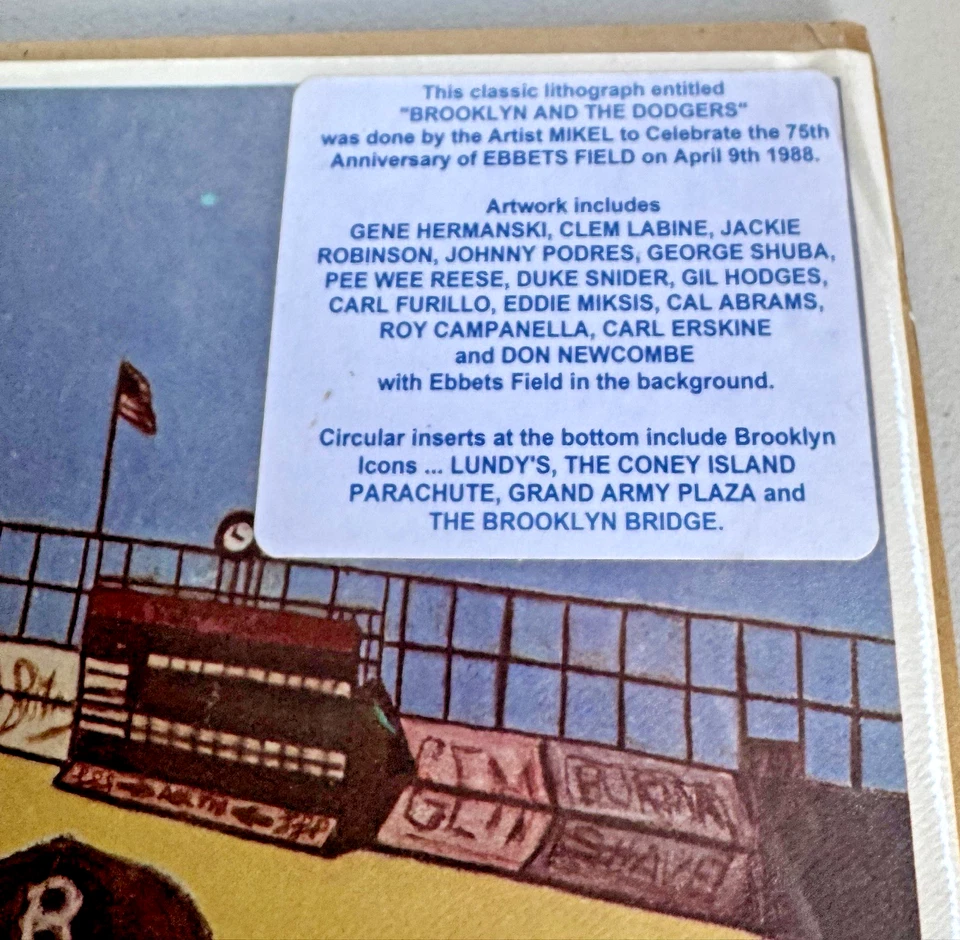 This classic lithograph entitled
"BROOKLYN AND THE DODGERS"
was done by the Artist MIKEL to Celebrate the 75th
Anniversary of EBBETS FIELD on April 9th 1988.
Artwork includes
GENE HERMANSKI, CLEM LABINE, JACKIE
ROBINSON, JOHNNY PODRES, GEORGE SHUBA,
PEE WEE REESE, DUKE SNIDER, GIL HODGES,
CARL FURILLO, EDDIE MIKSIS, CAL ABRAMS,
ROY CAMPANELLA, CARL ERSKINE
and DON NEWCOMBE
with Ebbets Field in the background.
Circular inserts at the bottom include Brooklyn
Icons ... LUNDY'S, THE CONEY ISLAND
PARACHUTE, GRAND ARMY PLAZA and
THE BROOKLYN BRIDGE.
GEM
BURMA
SHAVE
B